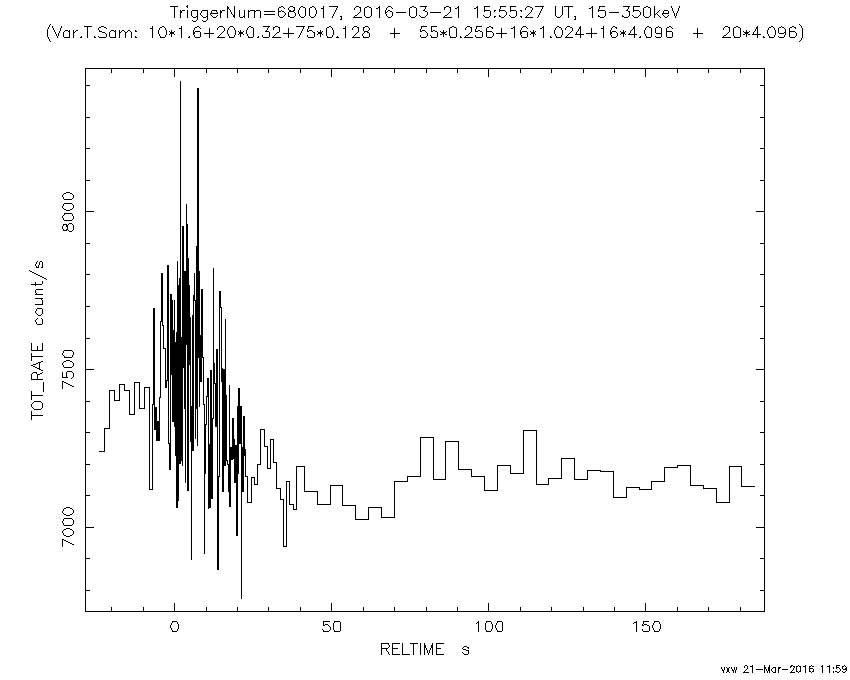 TriggerNum=680017, 2016-03-21 15:55:27 UT, 15-350keV
(Var.T.Sam: 10*1.6+20*0.32+75*0.128 + 55*0.256+16*1.024+16*4.096 + 20*4.096)
8000
7500
7000
TOT_RATE count/s
0 50 100 150
RELTIME s
vxw 21-Mar-2016 11:59